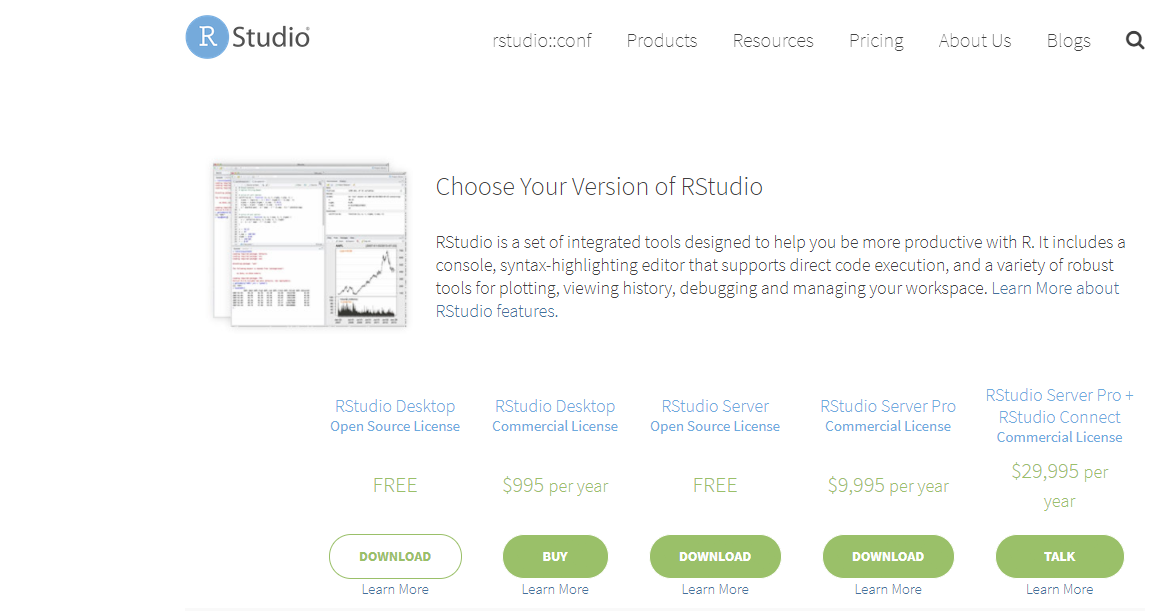 R Studio®
rstudio::conf Products Resources Pricing About Us Blogs
Choose Your Version of RStudio
RStudio is a set of integrated tools designed to help you be more productive with R. It includes a
console, syntax-highlighting editor that supports direct code execution, and a variety of robust
tools for plotting, viewing history, debugging and managing your workspace. Learn More about
RStudio features.
RStudio Desktop
Open Source License
FREE
DOWNLOAD
Learn More
RStudio Desktop
Commercial License
$995 per year
BUY
Learn More
RStudio Server
Open Source License
FREE
DOWNLOAD
Learn More
RStudio Server Pro
Commercial License
$9,995 per year
DOWNLOAD
Learn More
RStudio Server Pro +
RStudio Connect
Commercial License
$29,995 per
year
TALK
Learn More